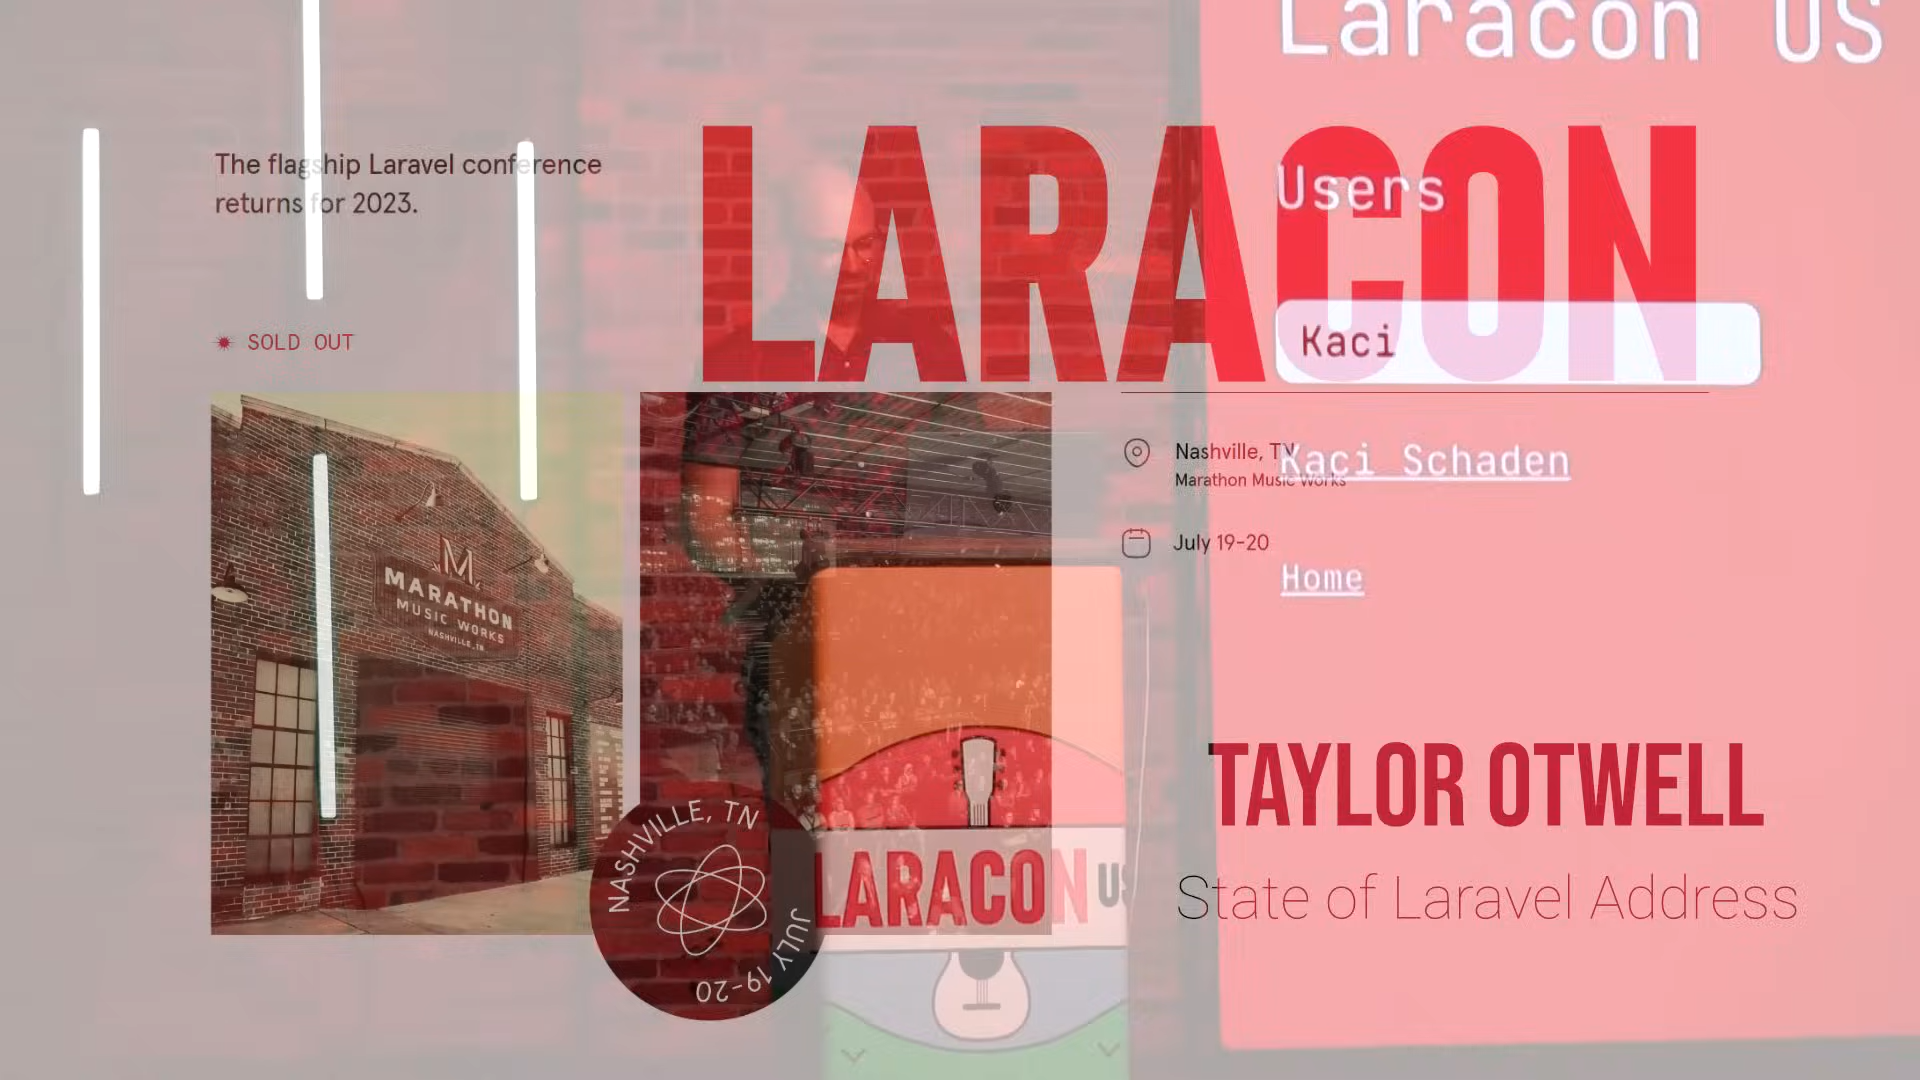 Laracon US
LARACON
The flagship Laravel conference
returns for 2023.
Users
SOLD OUT
Kaci
Nashville, TN
Marathon Music Works
Kaci Schaden
July 19-20
Home
M
MARATHON
MUSIC WORKS
NASHVILLE, TN
TAYLOR OTWELL
State of Laravel Address
NASHVILLE, TN
JULY 19-20
LARACON US